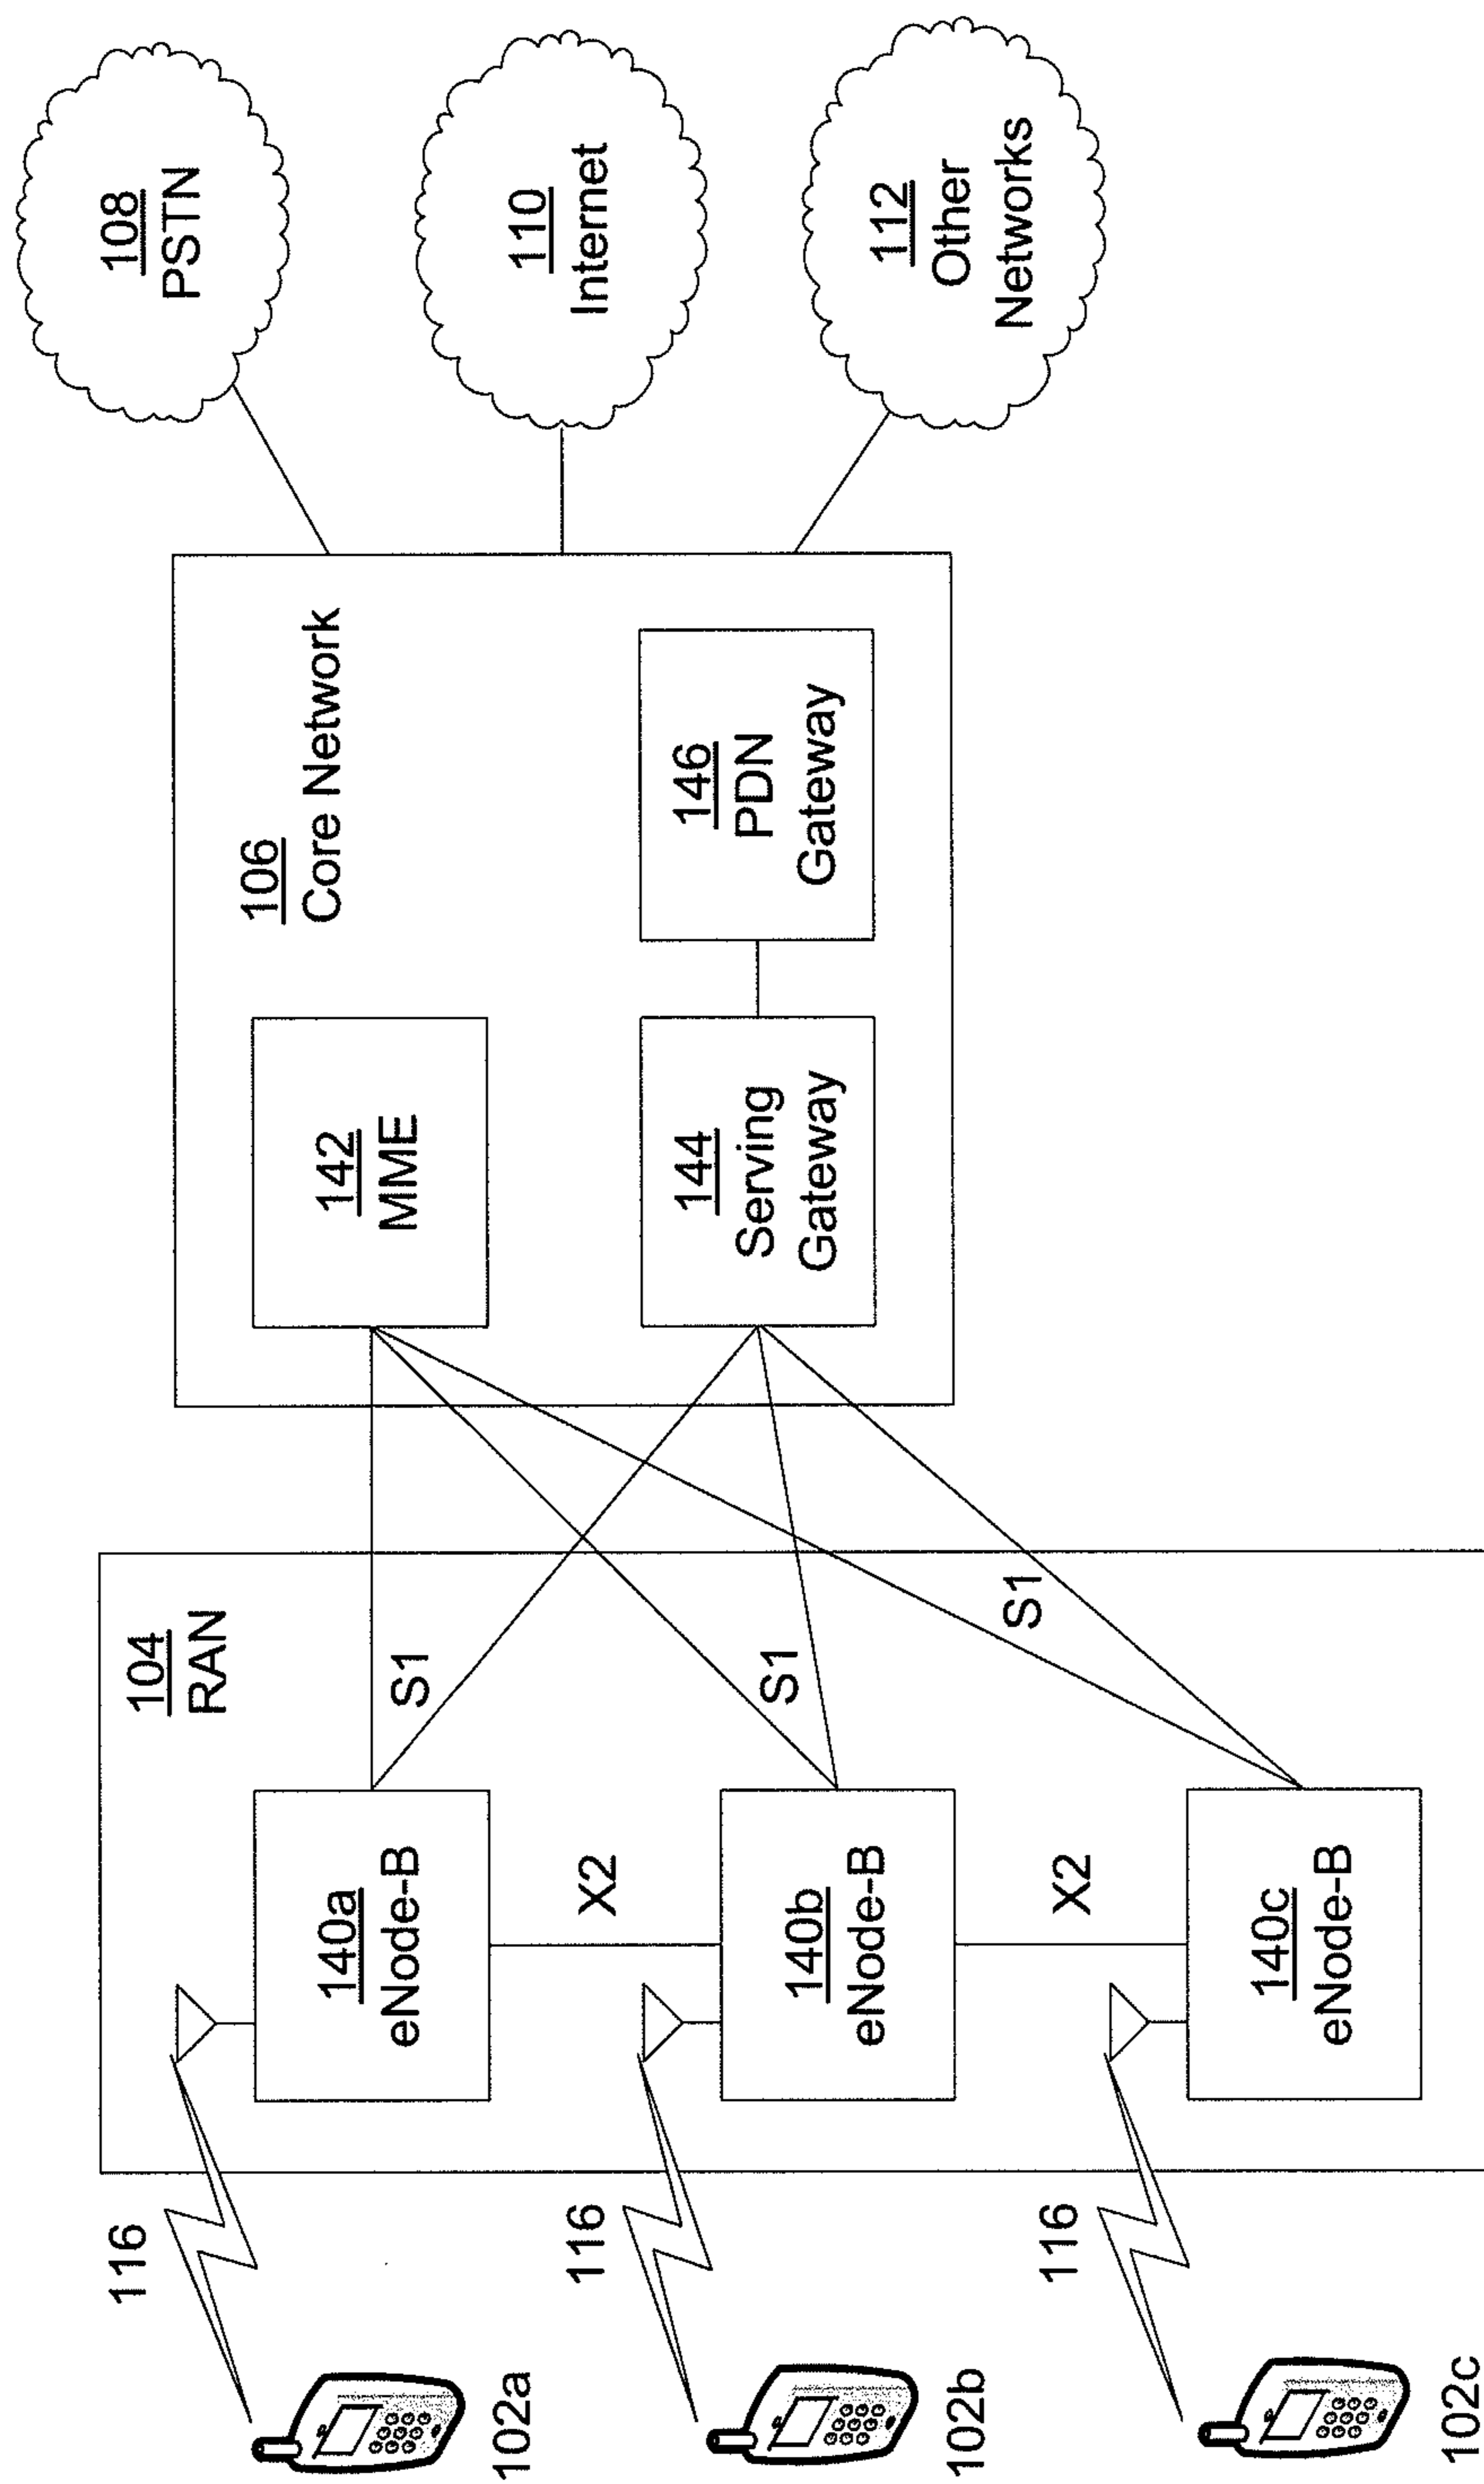 108
PSTN
110
Internet
112
Other
Networks
106
Core Network
142
MME
146
PDN
Gateway
144
Serving
Gateway
104
RAN
S1
S1
S1
140a
eNode-B
X2
140b
eNode-B
X2
140c
eNode-B
116
116
116
102a
102b
102c